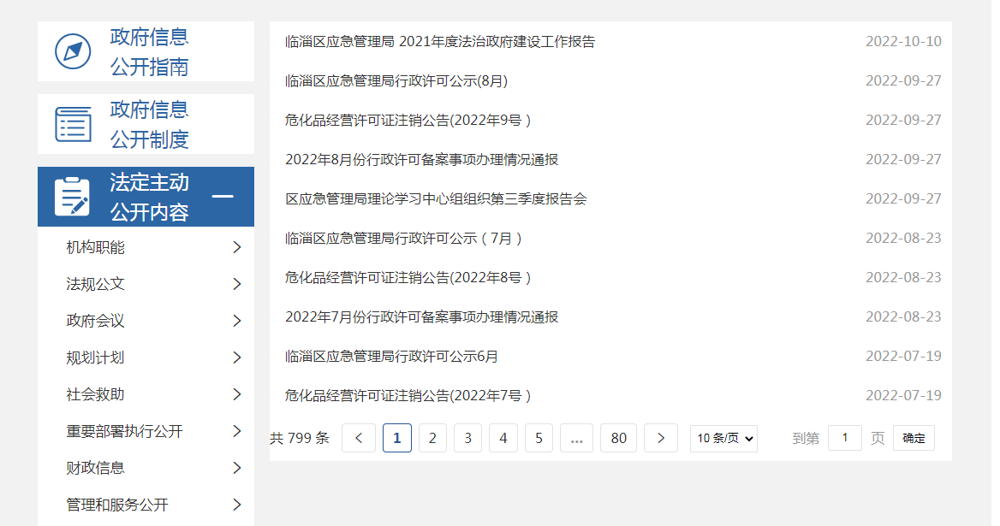 政府信息
公开指南
政府信息
公开制度
法定主动
公开内容
机构职能
法规公文
政府会议
规划计划
社会救助
重要部署执行公开
财政信息
管理和服务公开
临淄区应急管理局 2021年度法治政府建设工作报告 2022-10-10
临淄区应急管理局行政许可公示(8月) 2022-09-27
危化品经营许可证注销公告(2022年9号 ) 2022-09-27
2022年8月份行政许可备案事项办理情况通报 2022-09-27
区应急管理局理论学习中心组组织第三季度报告会 2022-09-27
临淄区应急管理局行政许可公示 ( 7月 ) 2022-08-23
危化品经营许可证注销公告(2022年8号 ) 2022-08-23
2022年7月份行政许可备案事项办理情况通报 2022-08-23
临淄区应急管理局行政许可公示6月 2022-07-19
危化品经营许可证注销公告(2022年7号 ) 2022-07-19
共 799 条 < 1 2 3 4 5 ... 80 > 10 条/页 到第 1 页 确定